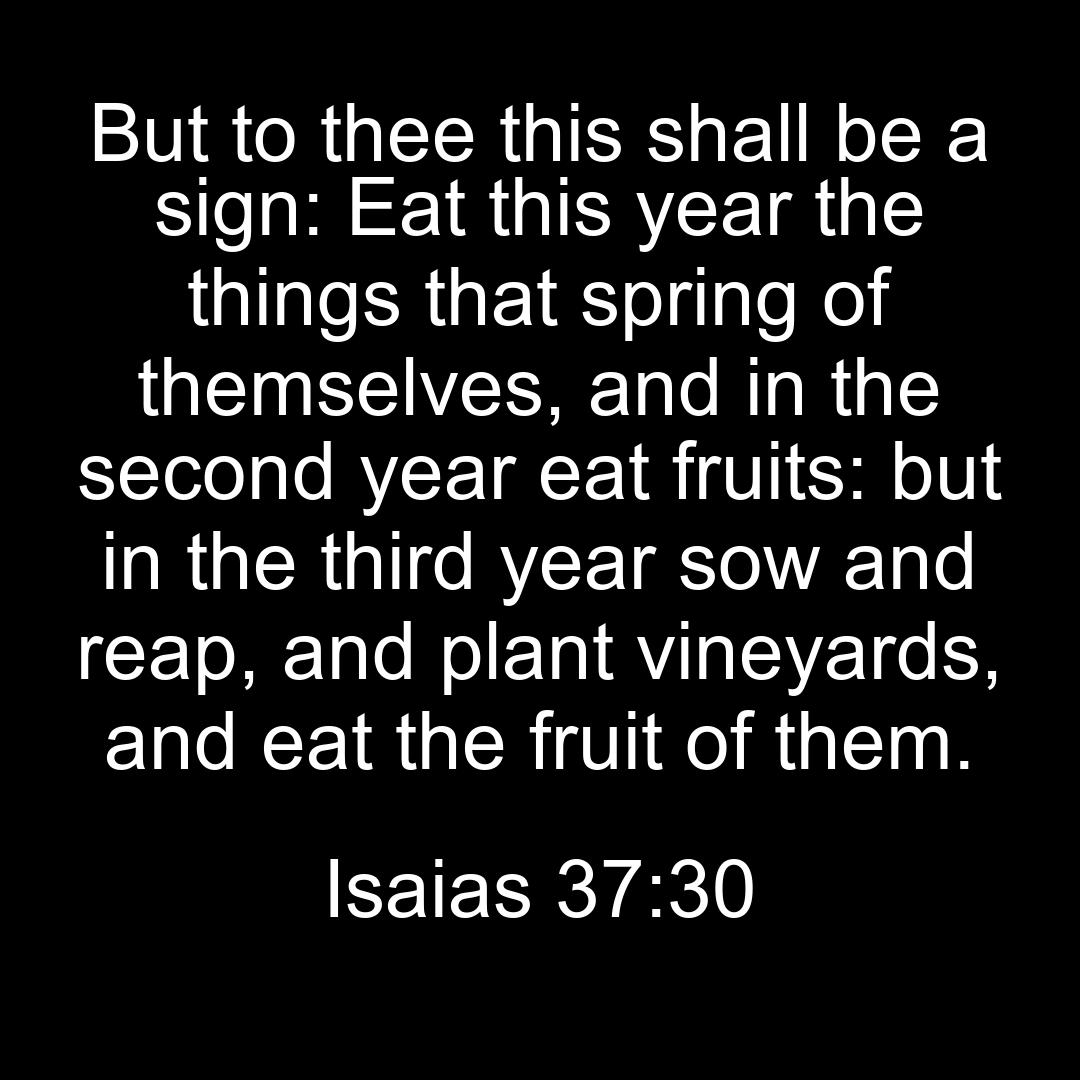 But to thee this shall be a
sign: Eat this year the
things that spring of
themselves, and in the
second year eat fruits: but
in the third year sow and
reap, and plant vineyards,
and eat the fruit of them.
Isaias 37:30